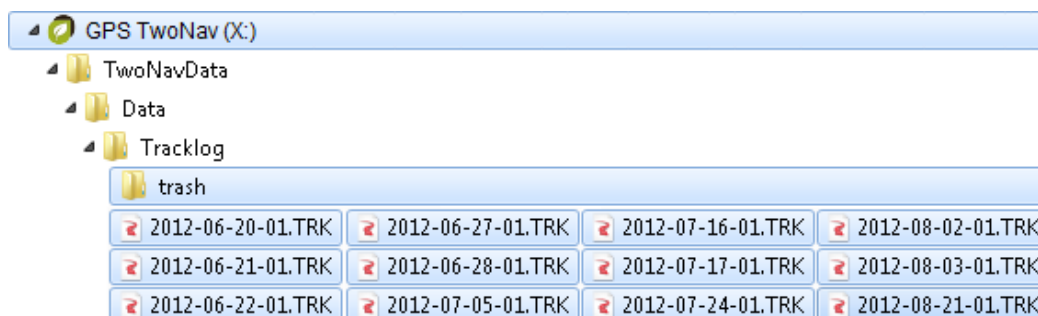 GPS TwoNav (X:)
TwoNavData
Data
Tracklog
trash
2012-06-20-01.TRK 2012-06-27-01.TRK 2012-07-16-01.TRK 2012-08-02-01.TRK
2012-06-21-01.TRK 2012-06-28-01.TRK 2012-07-17-01.TRK 2012-08-03-01.TRK
2012-06-22-01.TRK 2012-07-05-01.TRK 2012-07-24-01.TRK 2012-08-21-01.TRK